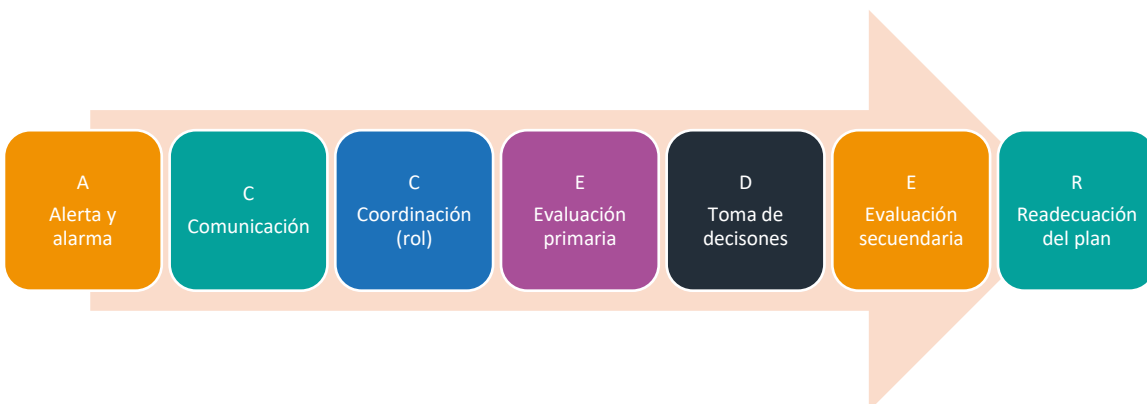 A
Alerta y
alarma
C
Comunicación
C
Coordinación
(rol)
E
Evaluación
primaria
D
Toma de
decisones
E
Evaluación
secuendaria
R
Readecuación
del plan